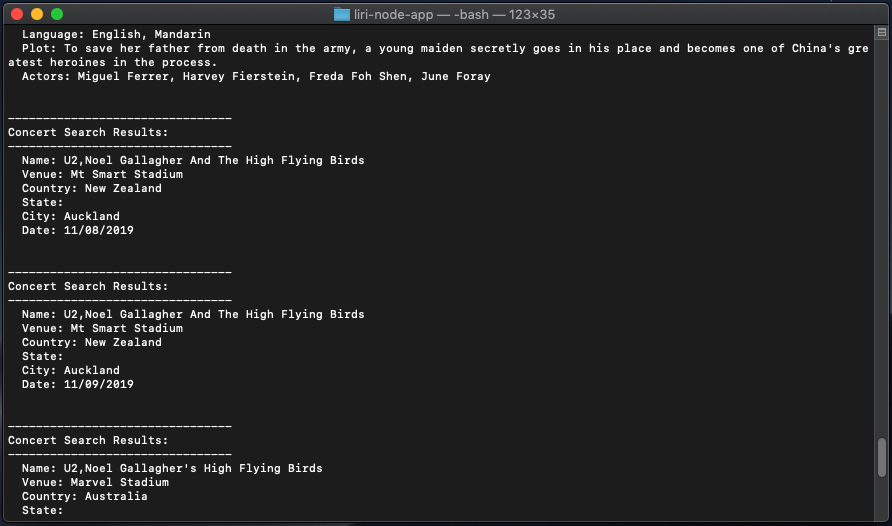 liri-node-app — -bash — 123×35
Language: English, Mandarin
Plot: To save her father from death in the army, a young maiden secretly goes in his place and becomes one of China's gre
atest heroines in the process.
Actors: Miguel Ferrer, Harvey Fierstein, Freda Foh Shen, June Foray
--------------------------------
Concert Search Results:
--------------------------------
Name: U2,Noel Gallagher And The High Flying Birds
Venue: Mt Smart Stadium
Country: New Zealand
State:
City: Auckland
Date: 11/08/2019
--------------------------------
Concert Search Results:
--------------------------------
Name: U2,Noel Gallagher And The High Flying Birds
Venue: Mt Smart Stadium
Country: New Zealand
State:
City: Auckland
Date: 11/09/2019
--------------------------------
Concert Search Results:
--------------------------------
Name: U2,Noel Gallagher's High Flying Birds
Venue: Marvel Stadium
Country: Australia
State: